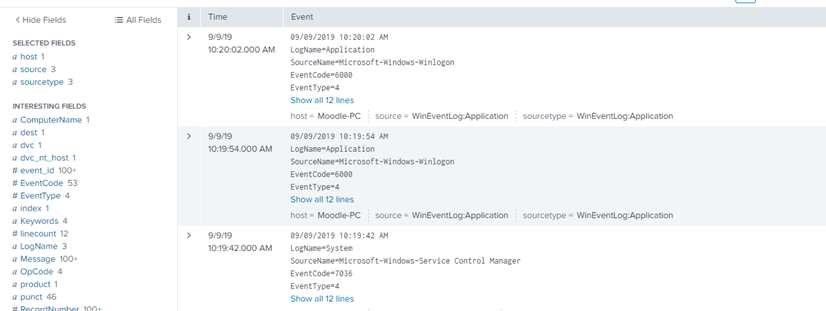 Hide Fields
All Fields
SELECTED FIELDS
a host 1
a source 3
a sourcetype 3
INTERESTING FIELDS
a ComputerName 1
a dest 1
a dvc 1
a dvc_nt_host 1
# event_id 100+
# EventCode 53
# EventType 4
a index 1
a Keywords 4
# linecount 12
a LogName 3
a Message 100+
a OpCode 4
a product 1
a punct 46
# RecordNumber 100+
i Time Event
9/9/19
10:20:02.000 AM
09/09/2019 10:20:02 AM
LogName=Application
SourceName=Microsoft-Windows-Winlogon
EventCode=6000
EventType=4
Show all 12 lines
host = Moodle-PC source = WinEventLog:Application sourcetype = WinEventLog:Application
9/9/19
10:19:54.000 AM
09/09/2019 10:19:54 AM
LogName=Application
SourceName=Microsoft-Windows-Winlogon
EventCode=6000
EventType=4
Show all 12 lines
host = Moodle-PC source = WinEventLog:Application sourcetype = WinEventLog:Application
9/9/19
10:19:42.000 AM
09/09/2019 10:19:42 AM
LogName=System
SourceName=Microsoft-Windows-Service Control Manager
EventCode=7036
EventType=4
Show all 12 lines